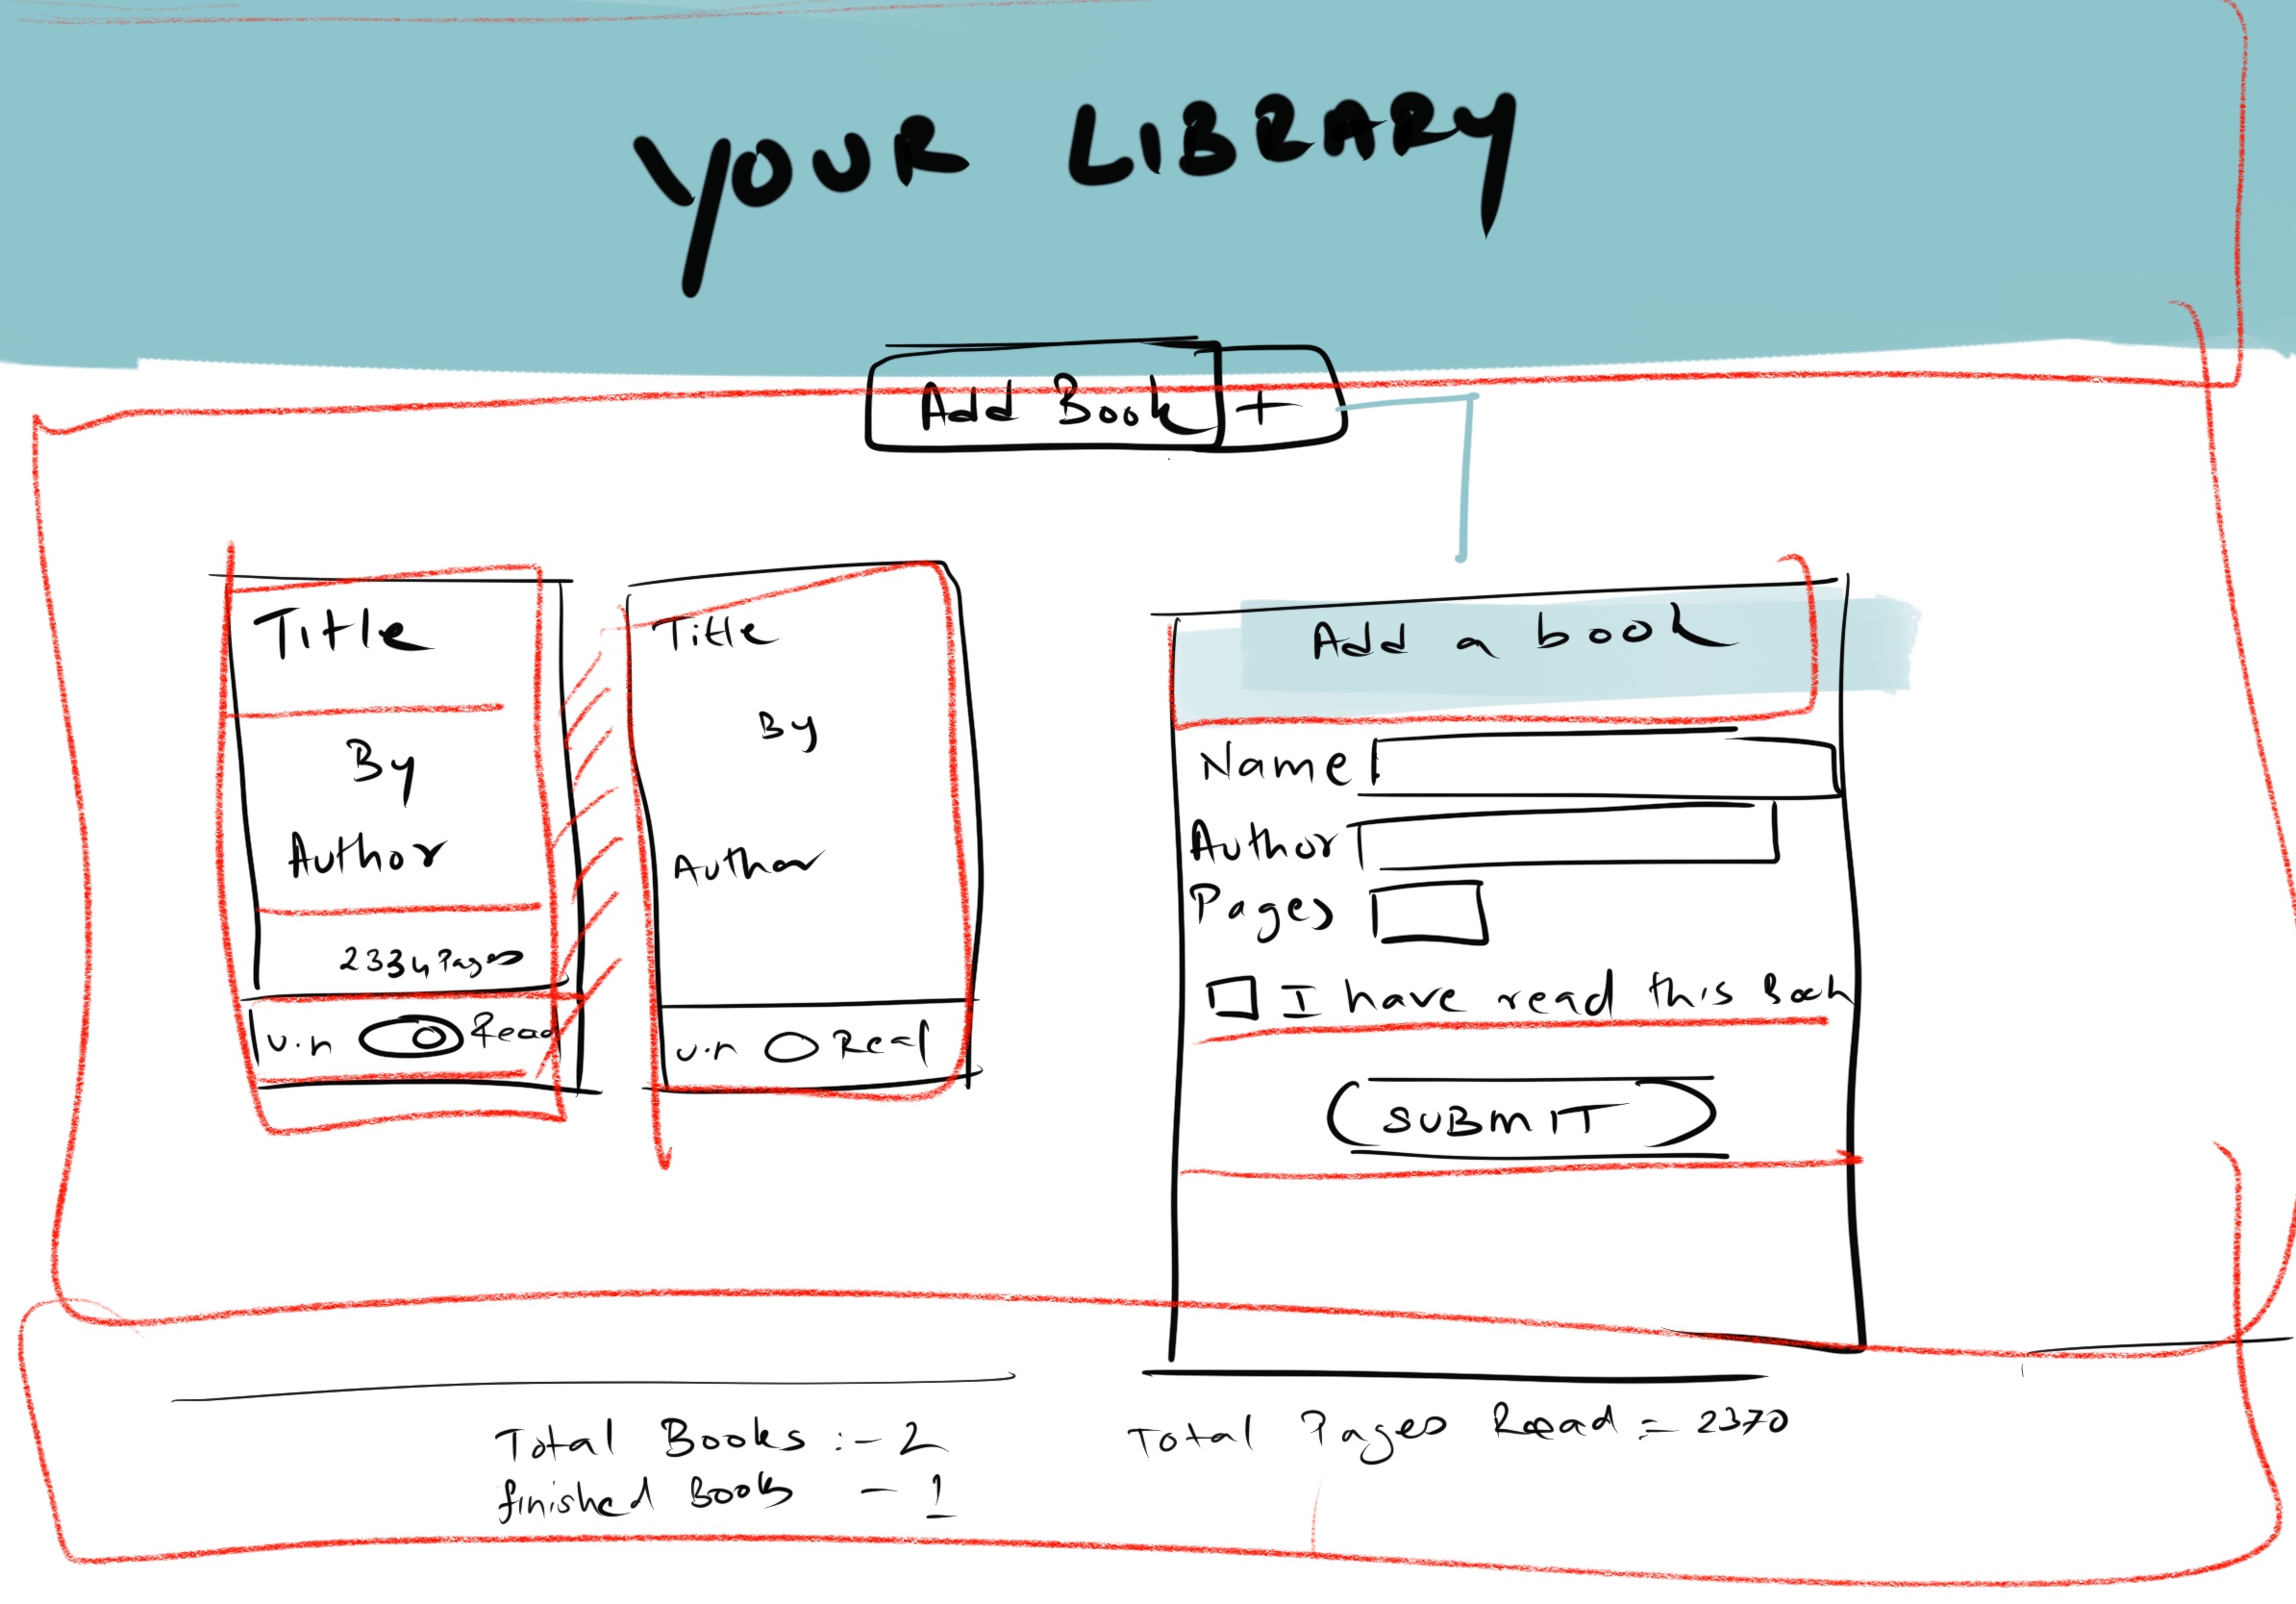 YOUR LIBRARY
Add Book +
Title
By
Author
2334 Pages
U.n Read
Title
By
Author
u.n Read
Add a book
Name
Author
Pages
I have read this Book
SUBMIT
Total Books :- 2
finished Books - 1
Total Pages Read = 2370